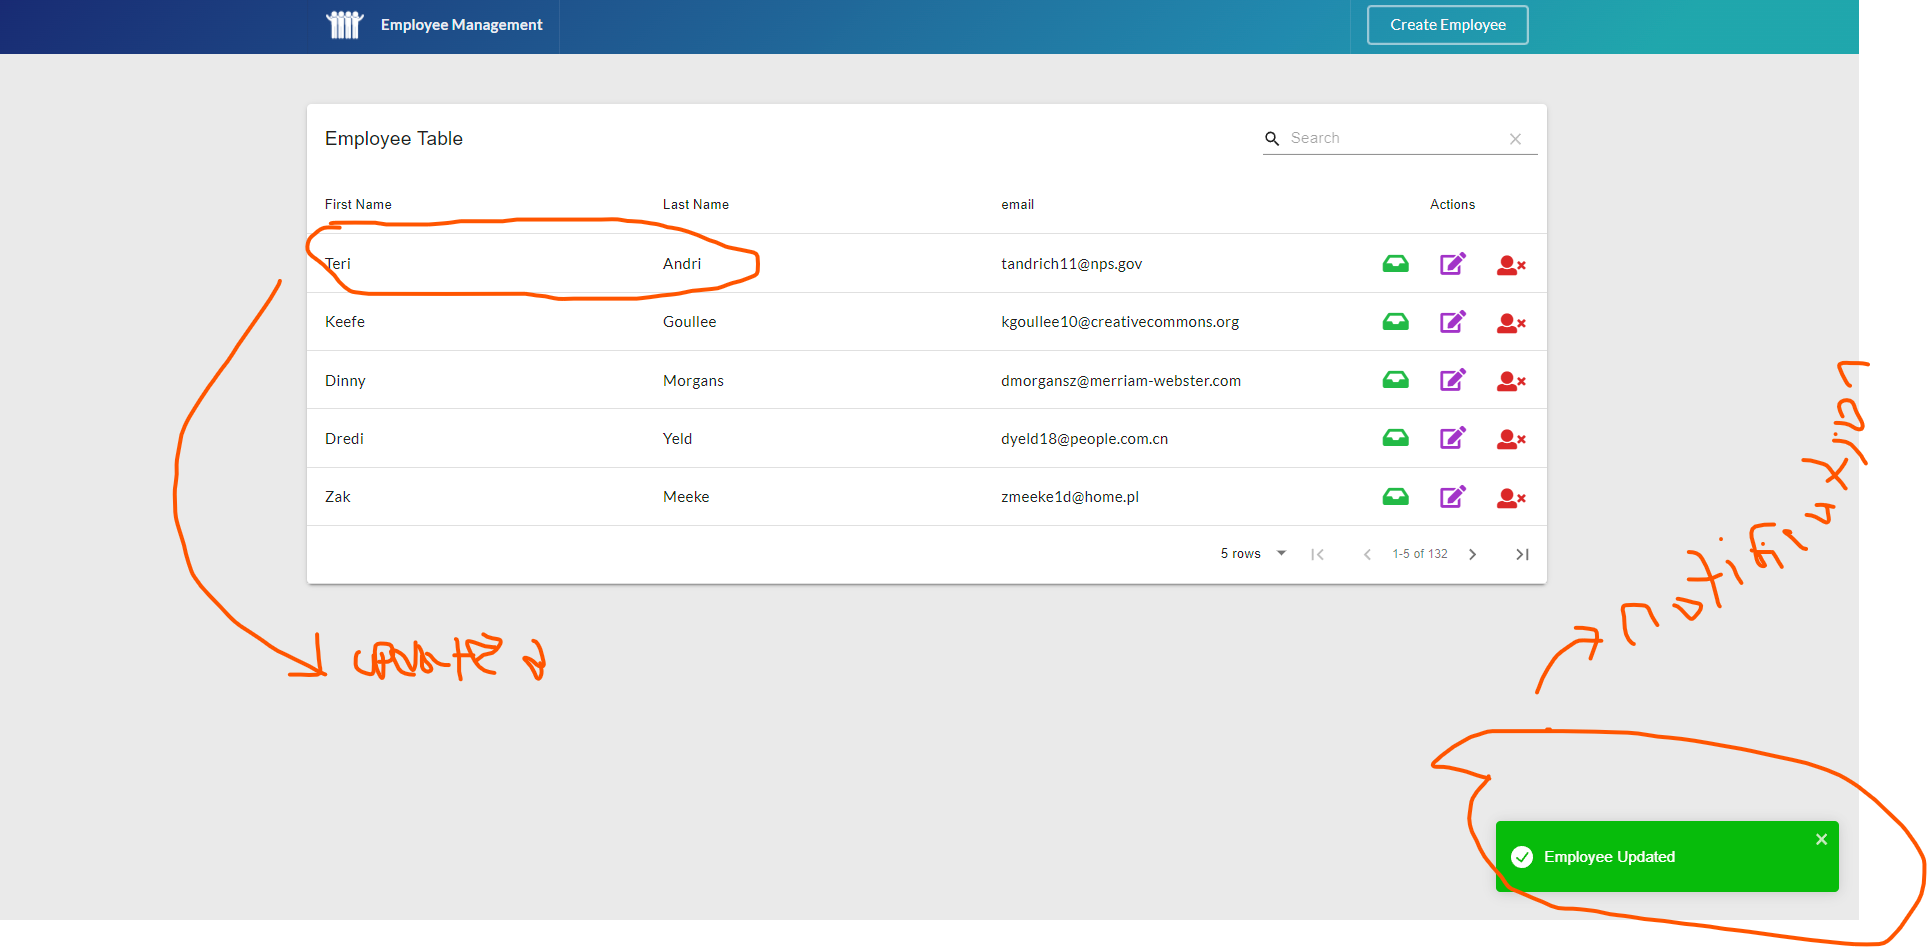 Employee Management
Create Employee
Employee Table
Search
First Name Last Name email Actions
Teri Andri tandrich11@nps.gov
Keefe Goullee kgoullee10@creativecommons.org
Dinny Morgans dmorgansz@merriam-webster.com
Dredi Yeld dyeld18@people.com.cn
Zak Meeke zmeeke1d@home.pl
5 rows 1-5 of 132
updated
notification
Employee Updated